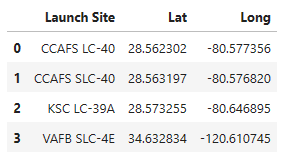 Launch Site Lat Long
0 CCAFS LC-40 28.562302 -80.577356
1 CCAFS SLC-40 28.563197 -80.576820
2 KSC LC-39A 28.573255 -80.646895
3 VAFB SLC-4E 34.632834 -120.610745